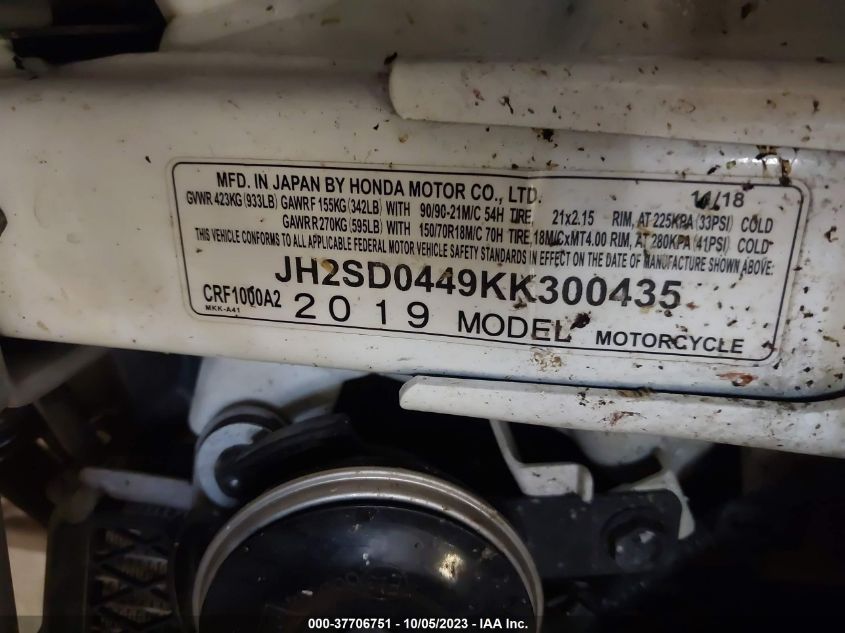 MFD. IN JAPAN BY HONDA MOTOR CO., LTD. 11/18
GVWR 423KG (933LB) GAWRF 155KG (342LB) WITH 90/90-21M/C 54H TIRE, 21x2.15 RIM, AT 225KPA (33PSI) COLD
GAWRR 270KG (595LB) WITH 150/70R18M/C 70H TIRE, 18M/CxMT4.00 RIM, AT 280KPA (41PSI) COLD
THIS VEHICLE CONFORMS TO ALL APPLICABLE FEDERAL MOTOR VEHICLE SAFETY STANDARDS IN EFFECT ON THE DATE OF MANUFACTURE SHOWN ABOVE:
JH2SD0449KK300435
CRF1000A2 2019 MODEL MOTORCYCLE
MKK-A41
000-37706751 - 10/05/2023 - IAA Inc.